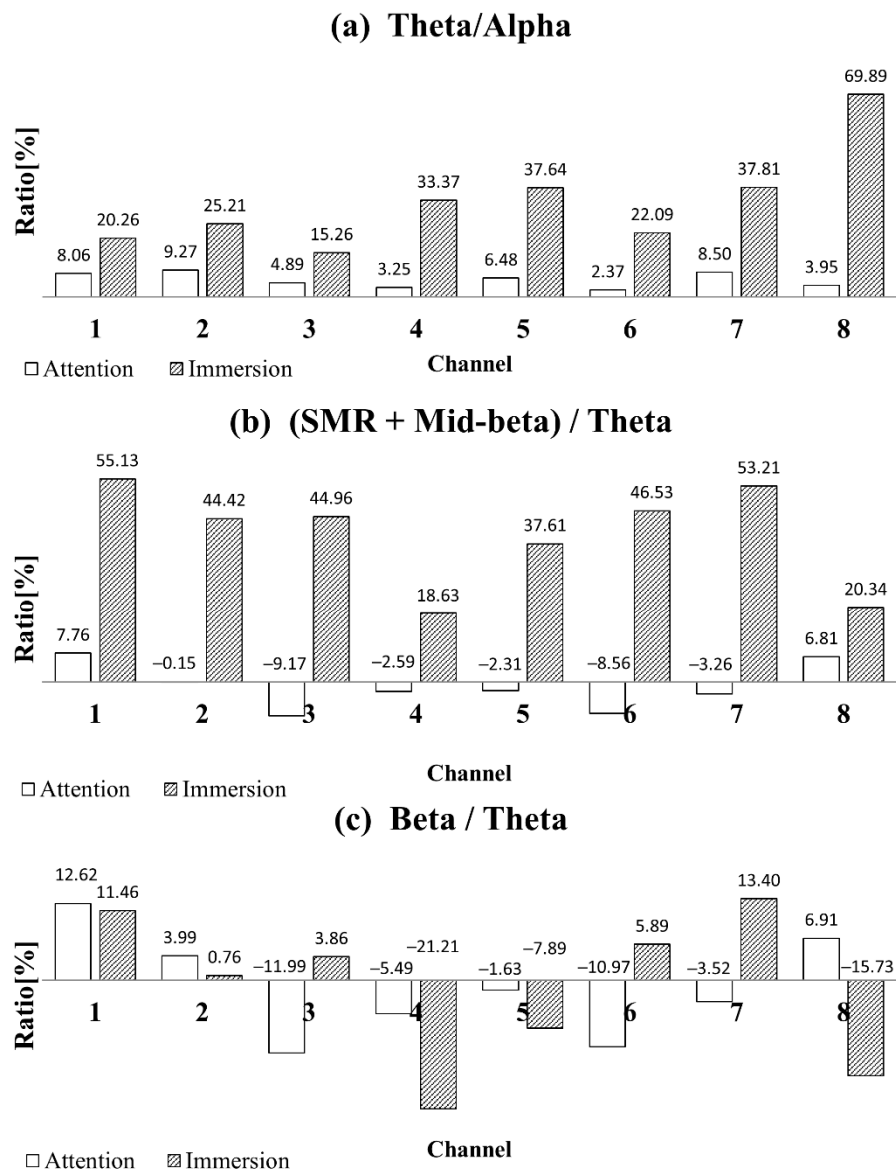 (a) Theta/Alpha
Ratio[%]
8.06 20.26 9.27 25.21 4.89 15.26 3.25 33.37 6.48 37.64 2.37 22.09 8.50 37.81 3.95 69.89
1 2 3 4 5 6 7 8
Channel
Attention Immersion
(b) (SMR + Mid-beta) / Theta
Ratio[%]
7.76 55.13 –0.15 44.42 –9.17 44.96 –2.59 18.63 –2.31 37.61 –8.56 46.53 –3.26 53.21 6.81 20.34
1 2 3 4 5 6 7 8
Channel
Attention Immersion
(c) Beta / Theta
Ratio[%]
12.62 11.46 3.99 0.76 –11.99 3.86 –5.49 –21.21 –1.63 –7.89 –10.97 5.89 –3.52 13.40 6.91 –15.73
1 2 3 4 5 6 7 8
Channel
Attention Immersion